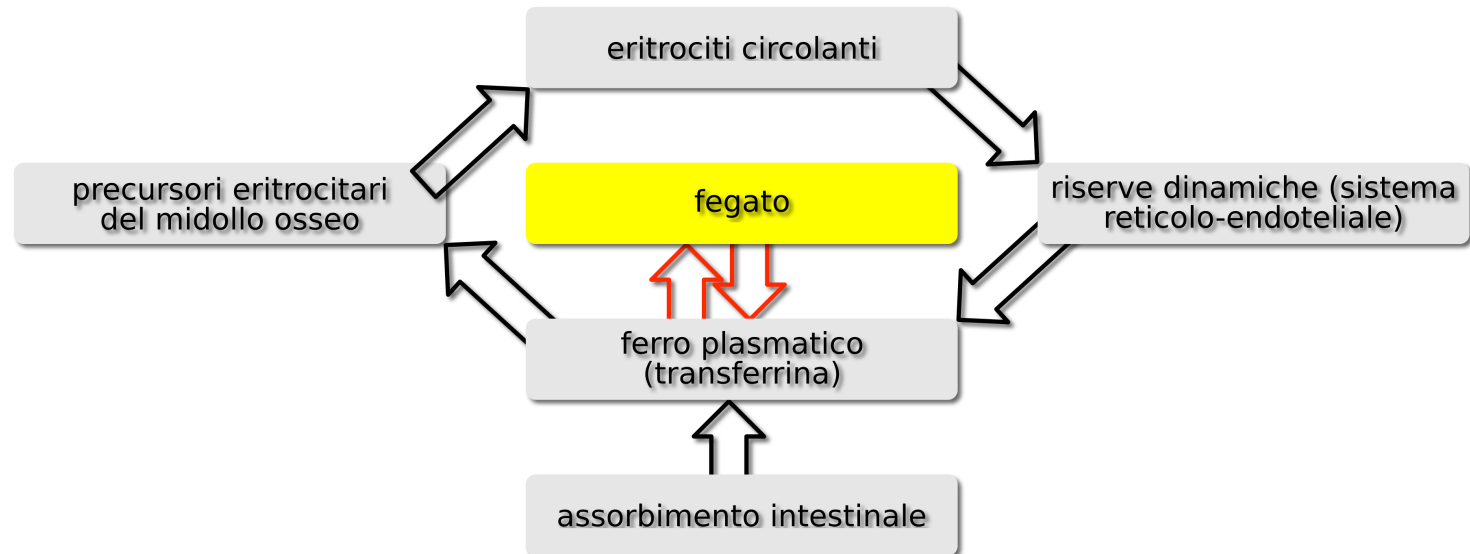 eritrociti circolanti
precursori eritrocitari
del midollo osseo
fegato
riserve dinamiche (sistema
reticolo-endoteliale)
ferro plasmatico
(transferrina)
assorbimento intestinale